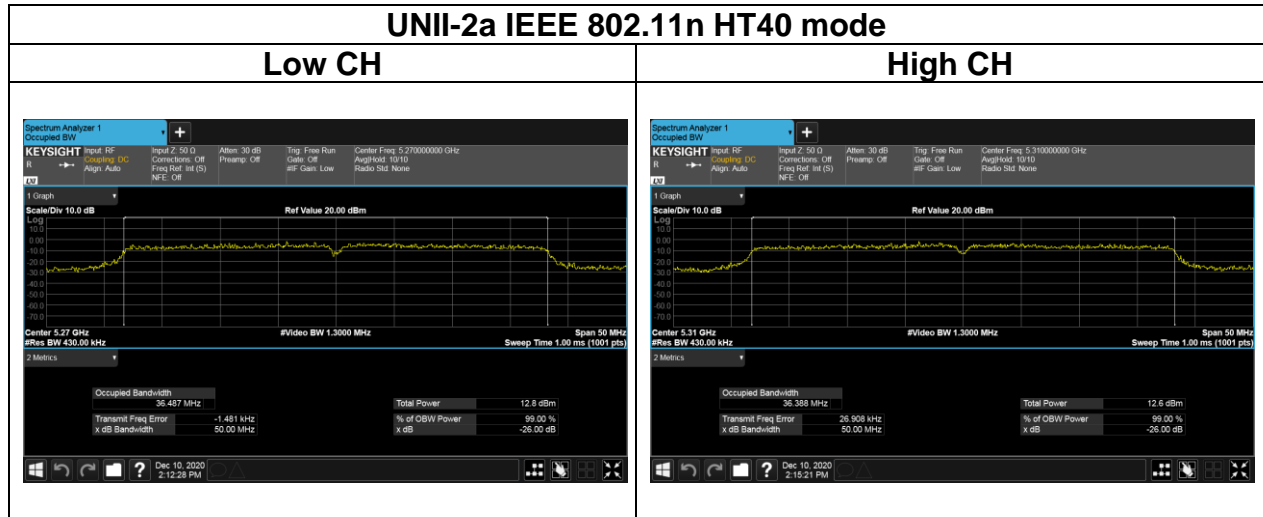 UNII-2a IEEE 802.11n HT40 mode
Low CH
High CH
Spectrum Analyzer 1
Occupied BW
+
KEYSIGHT Input: RF Input Z: 50 Ω Atten: 30 dB Trig: Free Run Center Freq: 5.270000000 GHz
R Coupling: DC Corrections: Off Preamp: Off Gate: Off Avg|Hold: 10/10
Align: Auto Freq Ref: Int (S) #IF Gain: Low Radio Std: None
LXI NFE: Off
1 Graph
Scale/Div 10.0 dB Ref Value 20.00 dBm
Log
10.0
0.00
-10.0
-20.0
-30.0
-40.0
-50.0
-60.0
-70.0
Center 5.27 GHz #Video BW 1.3000 MHz Span 50 MHz
#Res BW 430.00 kHz Sweep Time 1.00 ms (1001 pts)
2 Metrics
Occupied Bandwidth
36.487 MHz Total Power 12.8 dBm
Transmit Freq Error -1.481 kHz % of OBW Power 99.00 %
x dB Bandwidth 50.00 MHz x dB -26.00 dB
? Dec 10, 2020
2:12:28 PM
Spectrum Analyzer 1
Occupied BW
+
KEYSIGHT Input: RF Input Z: 50 Ω Atten: 30 dB Trig: Free Run Center Freq: 5.310000000 GHz
R Coupling: DC Corrections: Off Preamp: Off Gate: Off Avg|Hold: 10/10
Align: Auto Freq Ref: Int (S) #IF Gain: Low Radio Std: None
LXI NFE: Off
1 Graph
Scale/Div 10.0 dB Ref Value 20.00 dBm
Log
10.0
0.00
-10.0
-20.0
-30.0
-40.0
-50.0
-60.0
-70.0
Center 5.31 GHz #Video BW 1.3000 MHz Span 50 MHz
#Res BW 430.00 kHz Sweep Time 1.00 ms (1001 pts)
2 Metrics
Occupied Bandwidth
36.388 MHz Total Power 12.6 dBm
Transmit Freq Error 26.908 kHz % of OBW Power 99.00 %
x dB Bandwidth 50.00 MHz x dB -26.00 dB
? Dec 10, 2020
2:15:21 PM